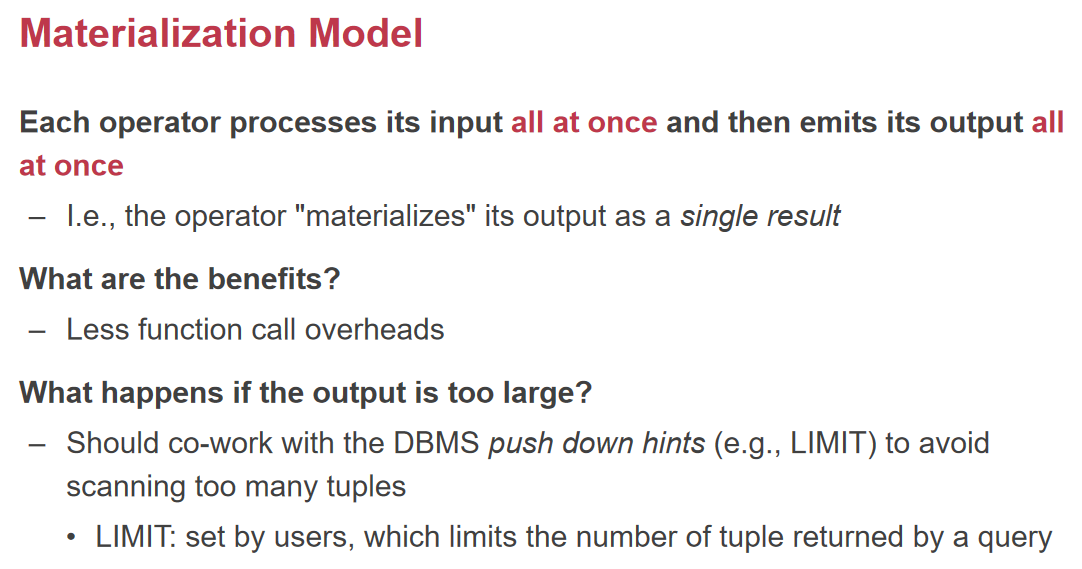 Materialization Model
Each operator processes its input all at once and then emits its output all
at once
– I.e., the operator "materializes" its output as a single result
What are the benefits?
– Less function call overheads
What happens if the output is too large?
– Should co-work with the DBMS push down hints (e.g., LIMIT) to avoid
scanning too many tuples
• LIMIT: set by users, which limits the number of tuple returned by a query